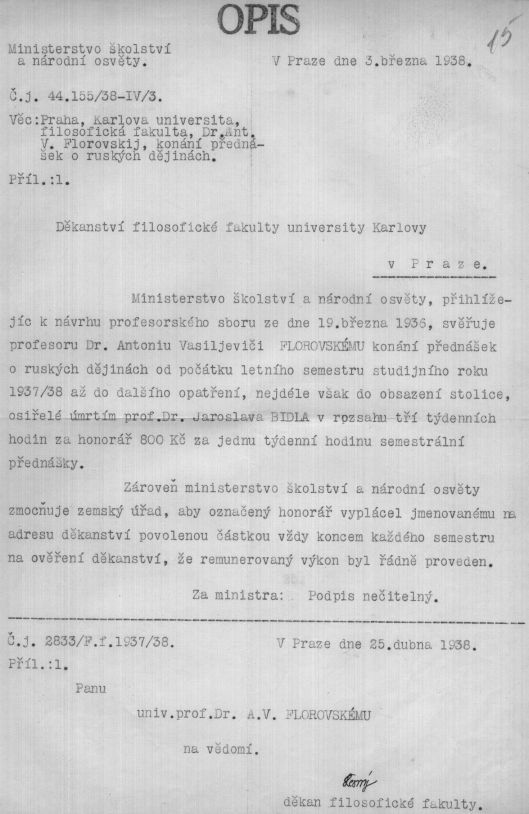 OPIS
15
Ministerstvo školství
a národní osvěty.
V Praze dne 3.března 1938.
Č.j. 44.155/38-IV/3.
Věc:Praha, Karlova universita,
filosofická fakulta, Dr.Ant.
V. Florovskij, konání předná-
šek o ruských dějinách.
Příl.:1.
Děkanství filosofické fakulty university Karlovy
v Praze.
Ministerstvo školství a národní osvěty, přihlíže-
jíc k návrhu profesorského sboru ze dne 19.března 1936, svěřuje
profesoru Dr. Antoniu Vasiljeviči FLOROVSKÉMU konání přednášek
o ruských dějinách od počátku letního semestru studijního roku
1937/38 až do dalšího opatření, nejdéle však do obsazení stolice,
osiřelé úmrtím prof.Dr. Jaroslava BIDLA v rozsahu tří týdenních
hodin za honorář 800 Kč za jednu týdenní hodinu semestrální
přednášky.
Zároveň ministerstvo školství a národní osvěty
zmocňuje zemský úřad, aby označený honorář vyplácel jmenovanému na
adresu děkanství povolenou částkou vždy koncem každého semestru
na ověření děkanství, že remunerovaný výkon byl řádně proveden.
Za ministra: Podpis nečitelný.
Č.j. 2833/F.f.1937/38.
V Praze dne 25.dubna 1938.
Příl.:1.
Panu
univ.prof.Dr. A.V. FLOROVSKÉMU
na vědomí.
děkan filosofické fakulty.